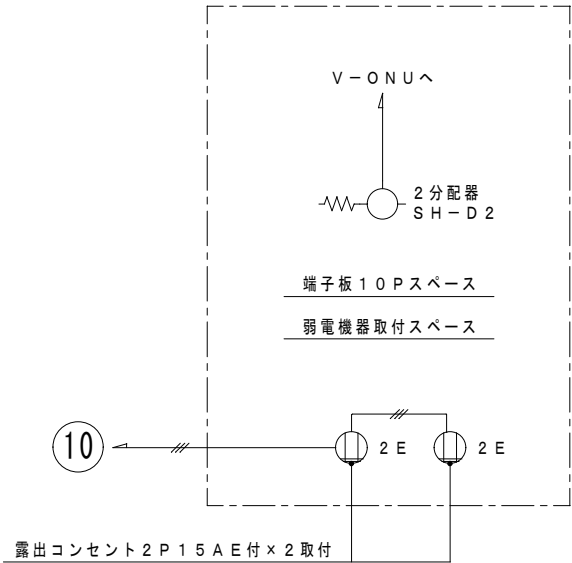 Ｖ－ＯＮＵへ
２分配器
ＳＨ－Ｄ２
端子板１０Ｐスペース
弱電機器取付スペース
10
２Ｅ
２Ｅ
露出コンセント２Ｐ１５ＡＥ付×２取付